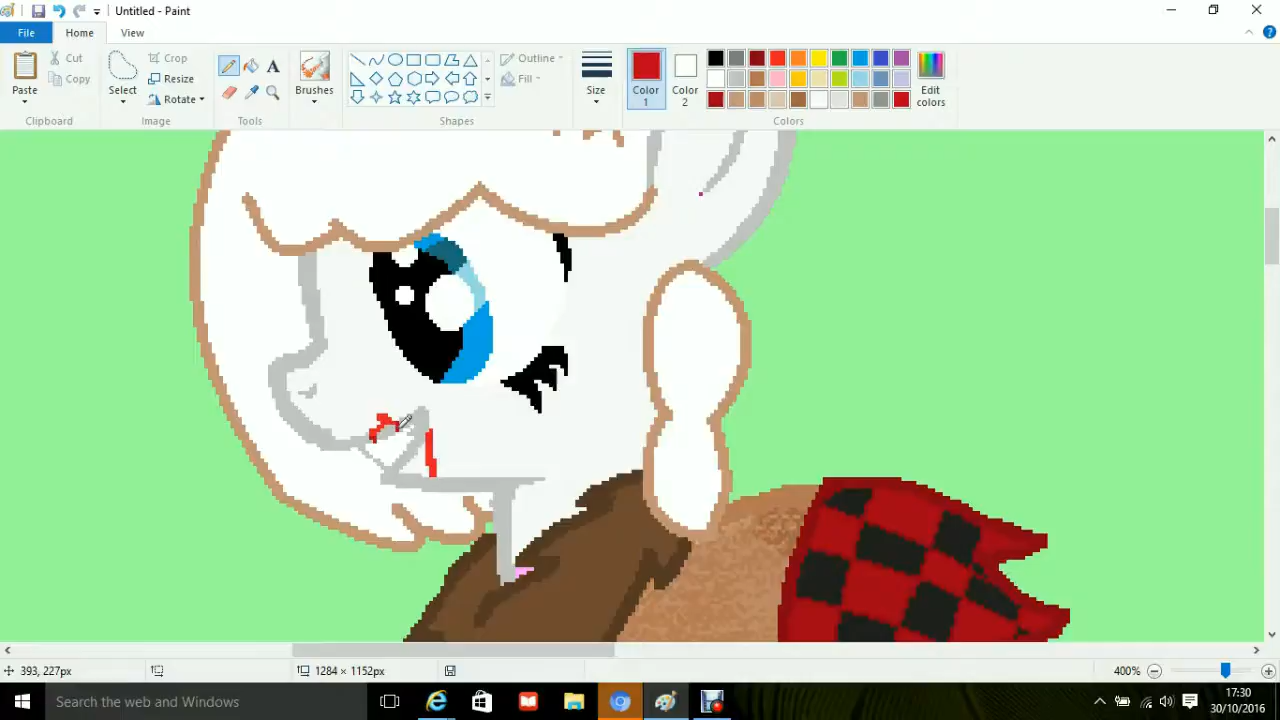 Untitled - Paint
File
Home
View
Paste
Cut
Copy
Clipboard
Select
Crop
Resize
Rotate
Image
A
Tools
Brushes
Outline
Fill
Shapes
Size
Color
1
Color
2
Edit
colors
Colors
393, 227px
1284 × 1152px
400%
Search the web and Windows
17:30
30/10/2016